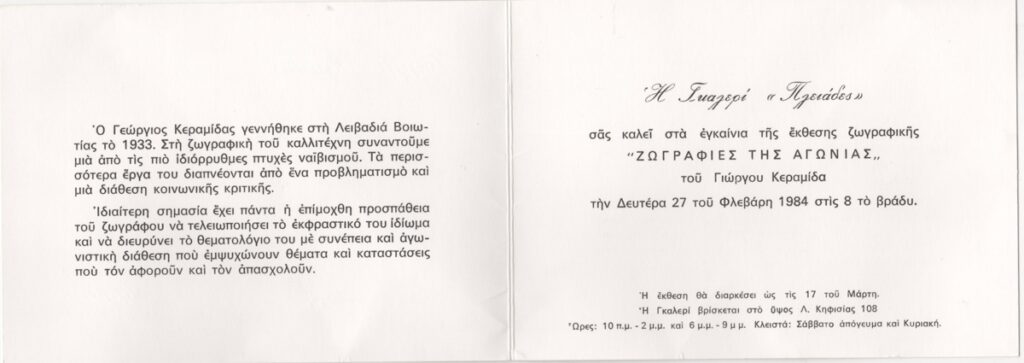 Ὁ Γεώργιος Κεραμίδας γεννήθηκε στὴ Λειβαδιά Βοιω-
τίας τὸ 1933. Στὴ ζωγραφικὴ τοῦ καλλιτέχνη συναντοῦμε
μιὰ ἀπὸ τὶς πιὸ ἰδιόρρυθμες πτυχὲς ναϊβισμοῦ. Τὰ περισ-
σότερα ἔργα του διαπνέονται ἀπὸ ἕνα προβληματισμὸ καὶ
μιὰ διάθεση κοινωνικῆς κριτικῆς.
Ἰδιαίτερη σημασία ἔχει πάντα ἡ ἐπίμοχθη προσπάθεια
τοῦ ζωγράφου νὰ τελειωποιήσει τὸ ἐκφραστικό του ἰδίωμα
καὶ νὰ διευρύνει τὸ θεματολόγιο του μὲ συνέπεια καὶ ἀγω-
νιστικὴ διάθεση ποὺ ἐμψυχώνουν θέματα καὶ καταστάσεις
ποὺ τόν ἀφοροῦν καὶ τὸν ἀπασχολοῦν.
Ἡ Γκαλερί «Πλειάδες»
σᾶς καλεῖ στὰ ἐγκαίνια τῆς ἔκθεσης ζωγραφικῆς
"ΖΩΓΡΑΦΙΕΣ ΤΗΣ ΑΓΩΝΙΑΣ„
τοῦ Γιώργου Κεραμίδα
τὴν Δευτέρα 27 τοῦ Φλεβάρη 1984 στὶς 8 τὸ βράδυ.
Ἡ ἔκθεση θὰ διαρκέσει ὡς τὶς 17 τοῦ Μάρτη.
Ἡ Γκαλερί βρίσκεται στὸ ὕψος Λ. Κηφισίας 108
Ὧρες: 10 π.μ. - 2 μ.μ. καὶ 6 μ.μ. - 9 μ μ. Κλειστά: Σάββατο ἀπόγευμα καὶ Κυριακή.